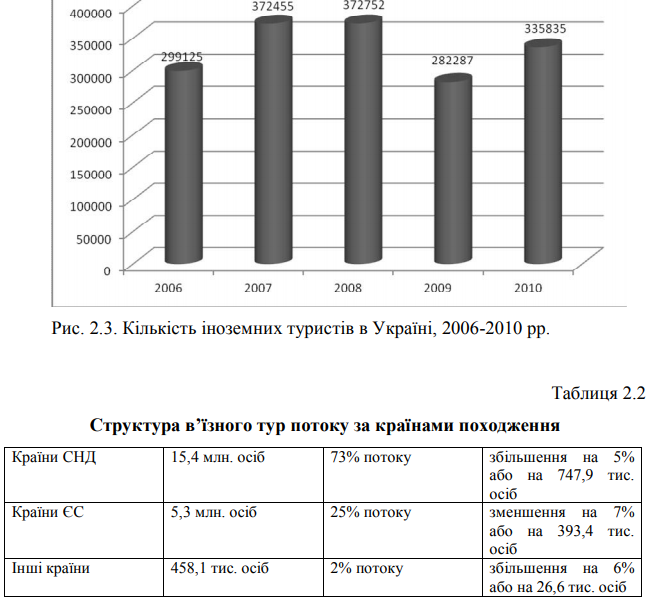 400000
350000
300000
250000
200000
150000
100000
50000
0
299125
372455
372752
282287
335835
2006 2007 2008 2009 2010
Рис. 2.3. Кількість іноземних туристів в Україні, 2006-2010 рр.
Таблиця 2.2
Структура в’їзного тур потоку за країнами походження
Країни СНД 15,4 млн. осіб 73% потоку збільшення на 5%
або на 747,9 тис.
осіб
Країни ЄС 5,3 млн. осіб 25% потоку зменшення на 7%
або на 393,4 тис.
осіб
Інші країни 458,1 тис. осіб 2% потоку збільшення на 6%
або на 26,6 тис. осіб